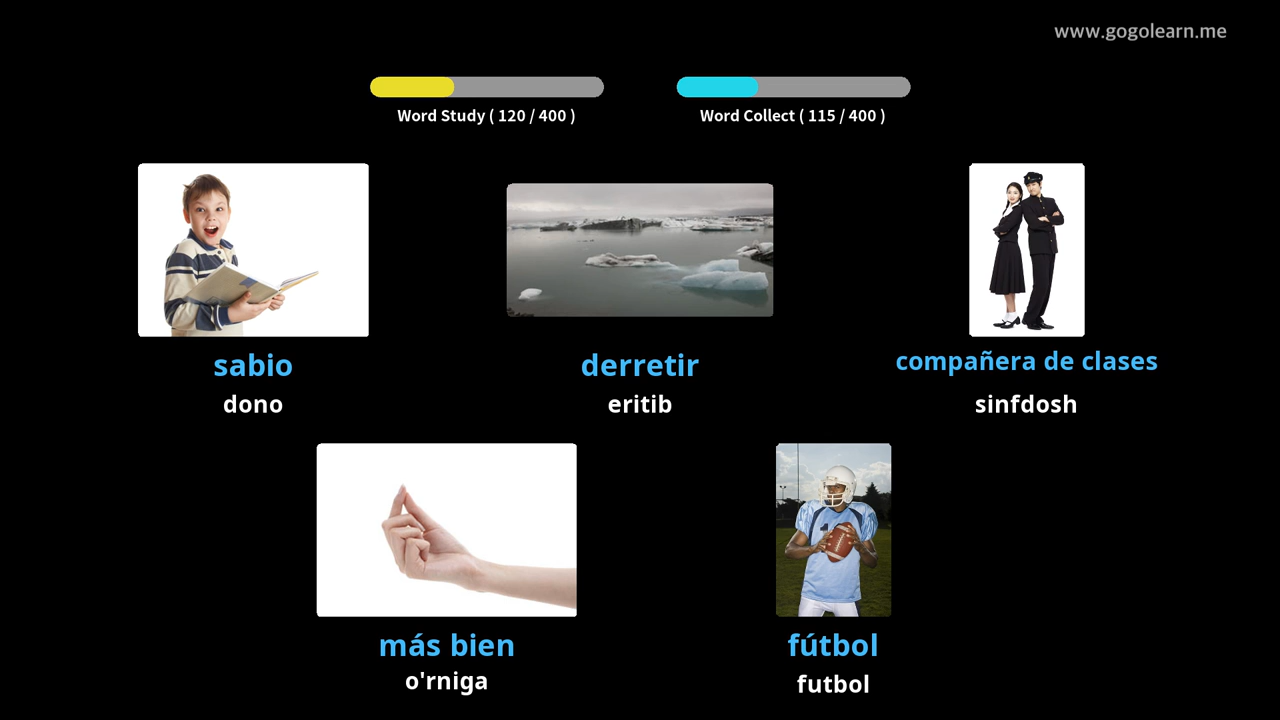 www.gogolearn.me
Word Study ( 120 / 400 )
Word Collect ( 115 / 400 )
sabio
dono
derretir
eritib
compañera de clases
sinfdosh
más bien
o'rniga
fútbol
futbol